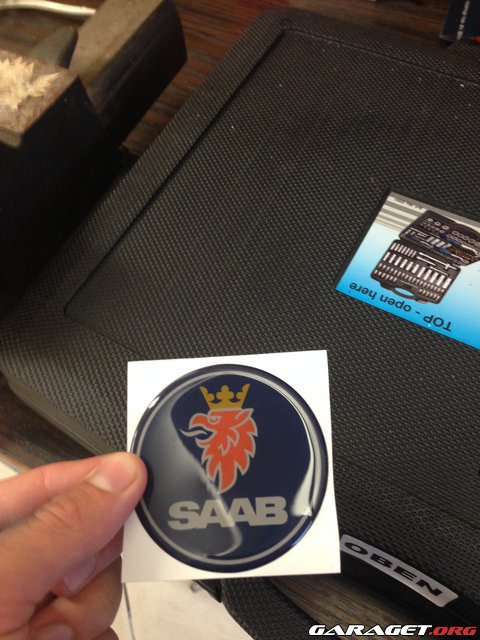 TOP - open here
SAAB
OBEN
GARAGET.ORG